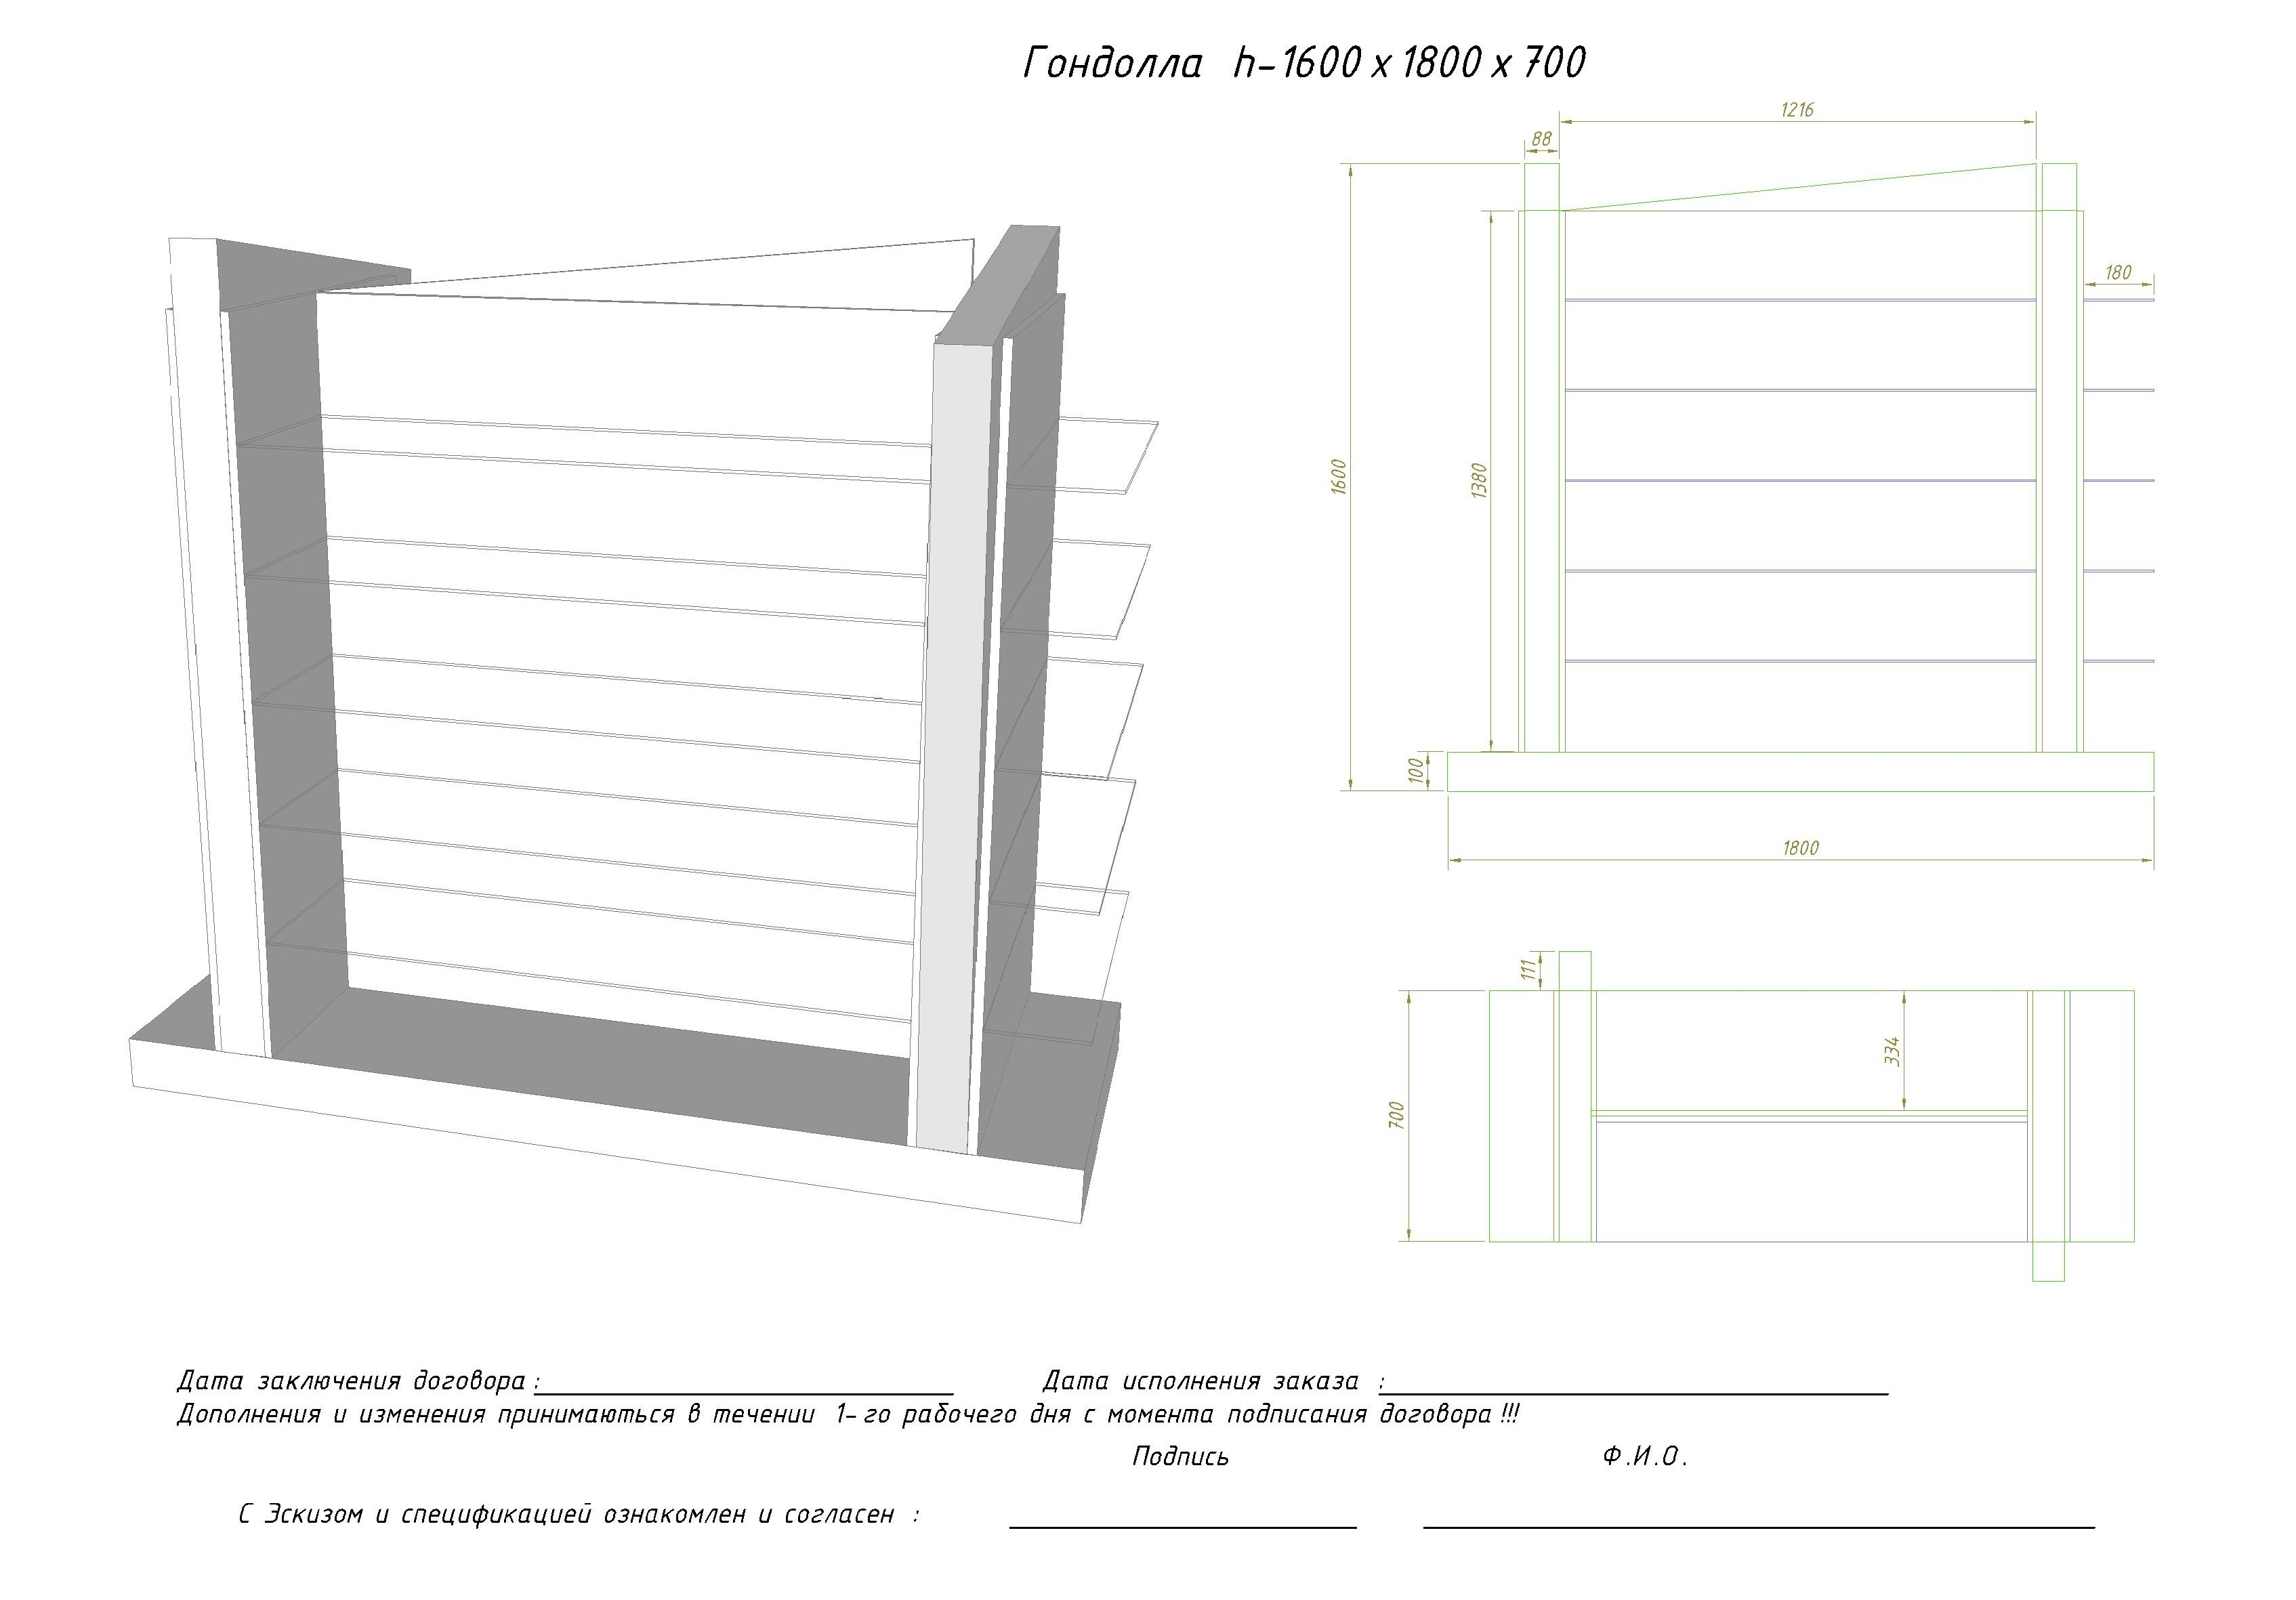 Гондолла h-1600 x 1800 x 700
1216
88
180
1600
1380
100
1800
111
334
700
Дата заключения договора : Дата исполнения заказа :
Дополнения и изменения принимаються в течении 1-го рабочего дня с момента подписания договора !!!
Подпись Ф.И.О.
С Эскизом и спецификацией ознакомлен и согласен :